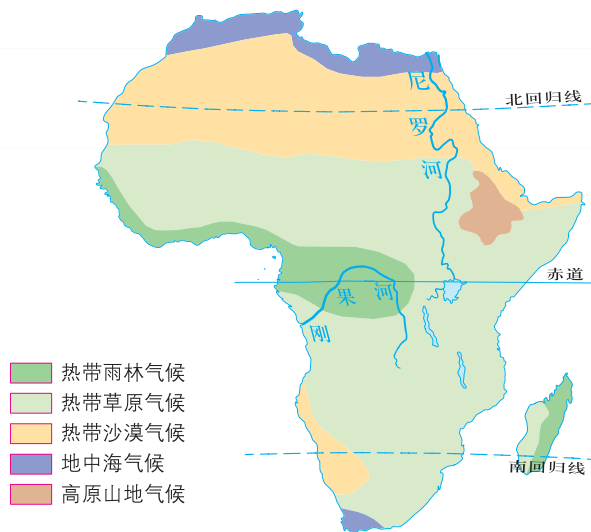 北回归线
尼罗河
赤道
刚果河
南回归线
热带雨林气候
热带草原气候
热带沙漠气候
地中海气候
高原山地气候